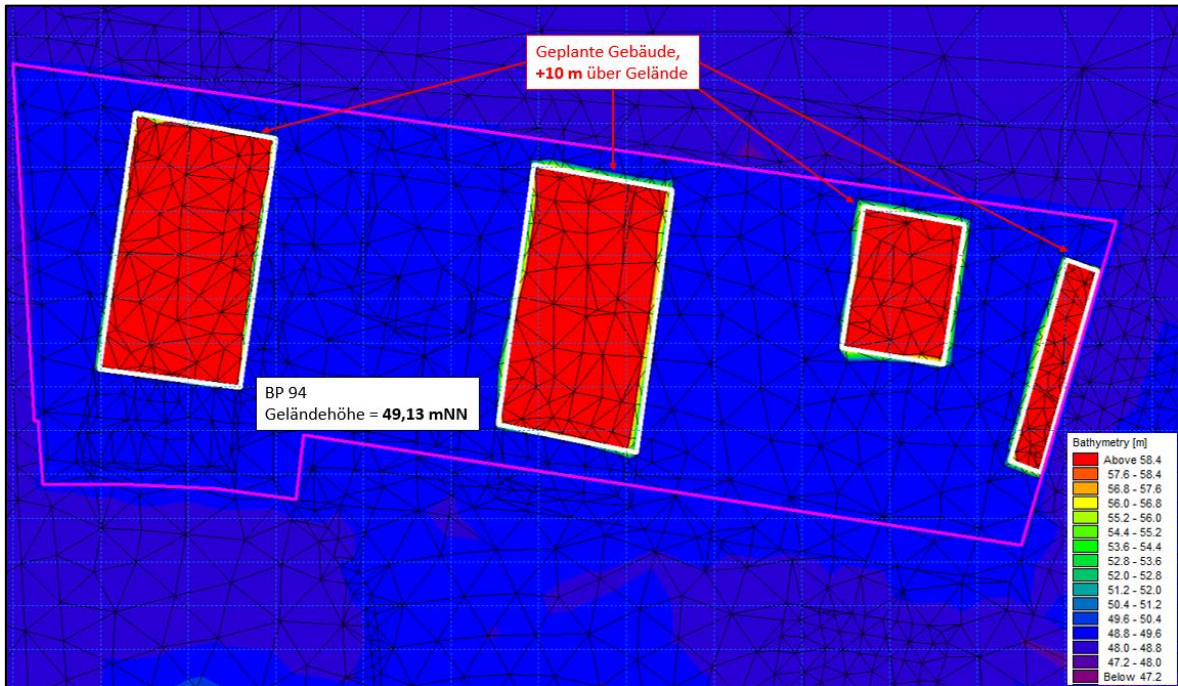 Geplante Gebäude,
+10 m über Gelände
BP 94
Geländehöhe = 49,13 mNN
Bathymetry [m]
Above 58.4
57.6 - 58.4
56.8 - 57.6
56.0 - 56.8
55.2 - 56.0
54.4 - 55.2
53.6 - 54.4
52.8 - 53.6
52.0 - 52.8
51.2 - 52.0
50.4 - 51.2
49.6 - 50.4
48.8 - 49.6
48.0 - 48.8
47.2 - 48.0
Below 47.2